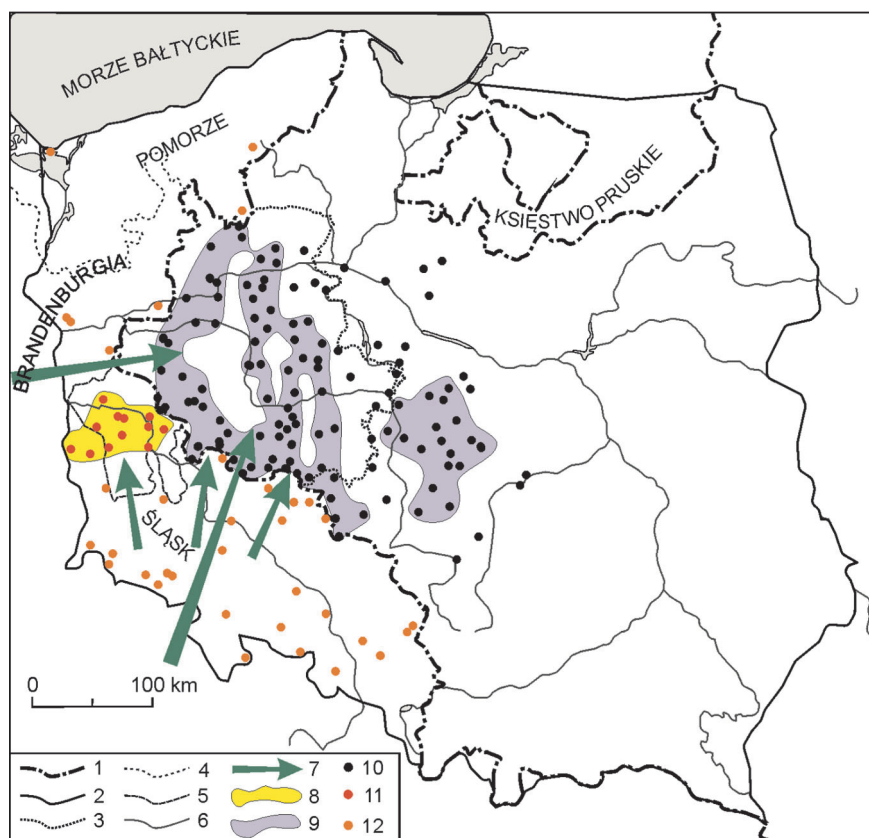 MORZE BAŁTYCKIE
POMORZE
KSIĘSTWO PRUSKIE
BRANDENBURGIA
ŚLĄSK
0 100 km
1 4 7 10
2 5 8 11
3 6 9 12